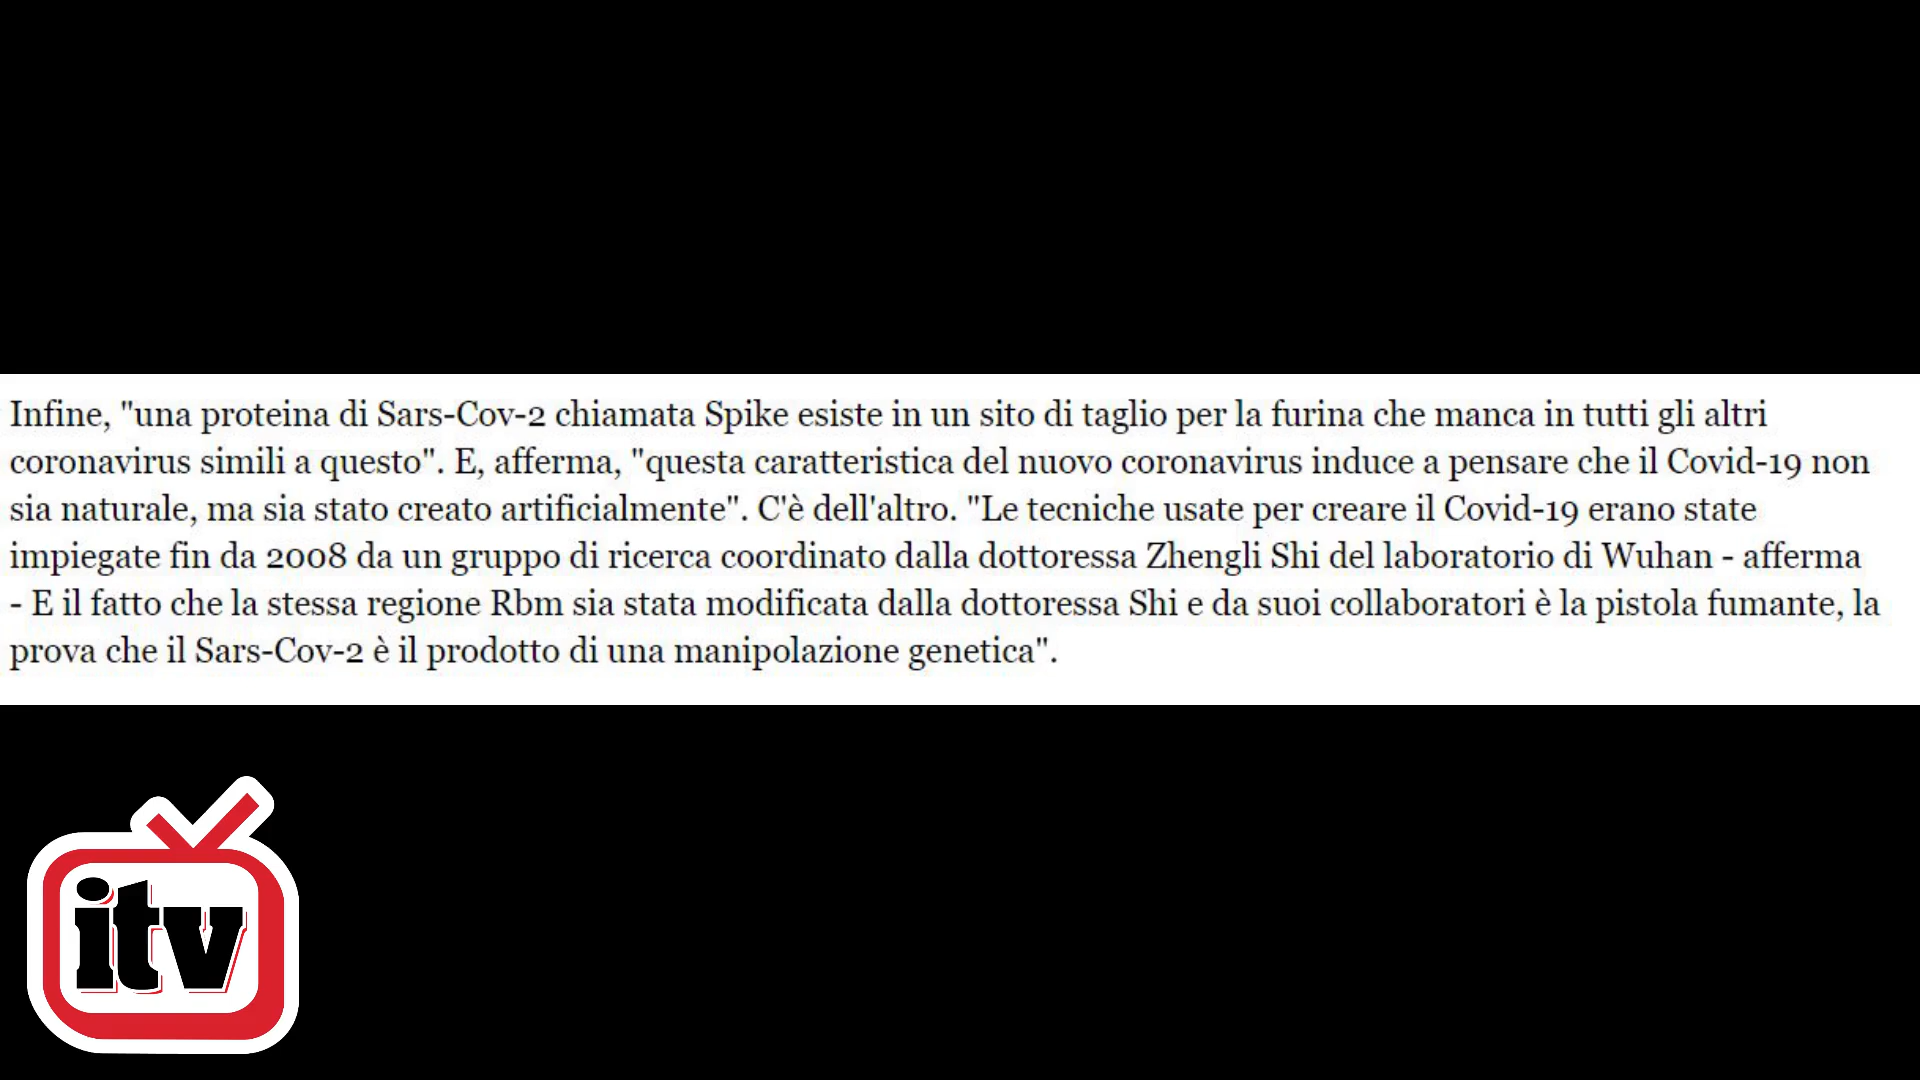 Infine, "una proteina di Sars-Cov-2 chiamata Spike esiste in un sito di taglio per la furina che manca in tutti gli altri
coronavirus simili a questo". E, afferma, "questa caratteristica del nuovo coronavirus induce a pensare che il Covid-19 non
sia naturale, ma sia stato creato artificialmente". C'è dell'altro. "Le tecniche usate per creare il Covid-19 erano state
impiegate fin da 2008 da un gruppo di ricerca coordinato dalla dottoressa Zhengli Shi del laboratorio di Wuhan - afferma
- E il fatto che la stessa regione Rbm sia stata modificata dalla dottoressa Shi e da suoi collaboratori è la pistola fumante, la
prova che il Sars-Cov-2 è il prodotto di una manipolazione genetica".
itv